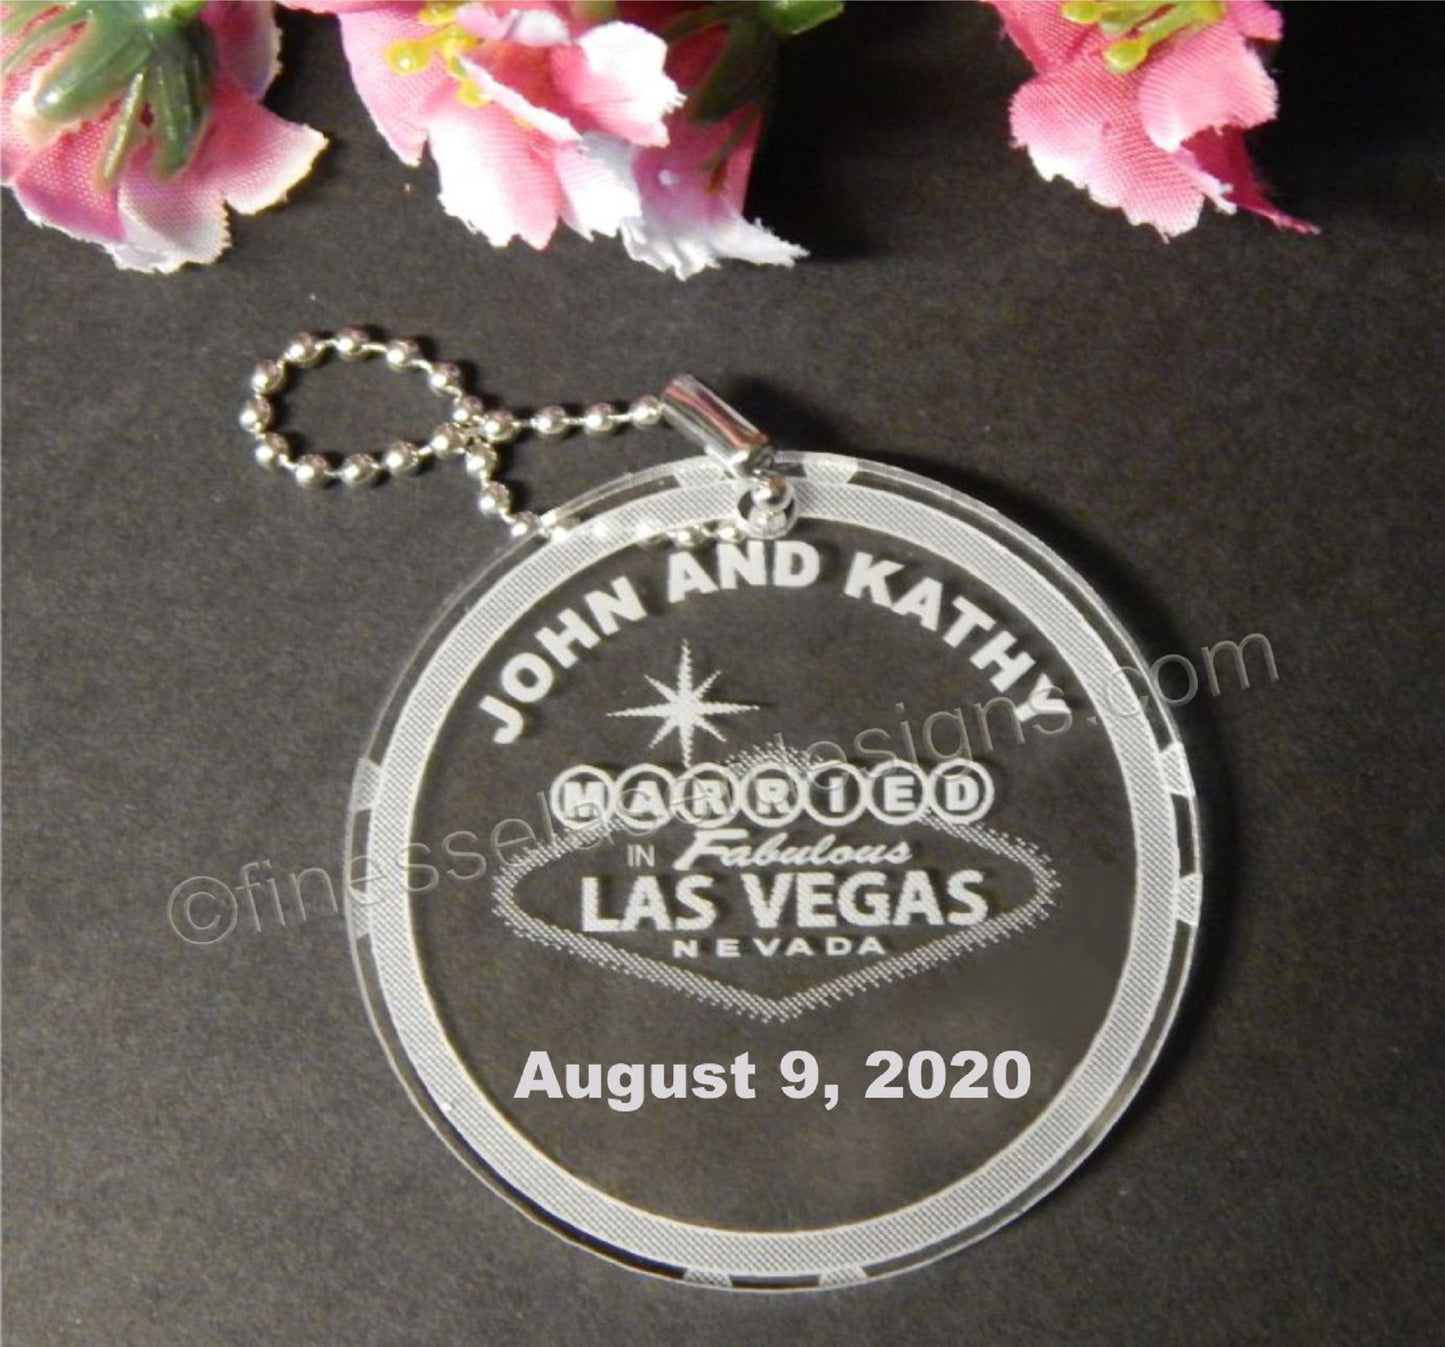 JOHN AND KATHY
MARRIED
IN Fabulous
LAS VEGAS
NEVADA
August 9, 2020
©finesselaserdesigns.com